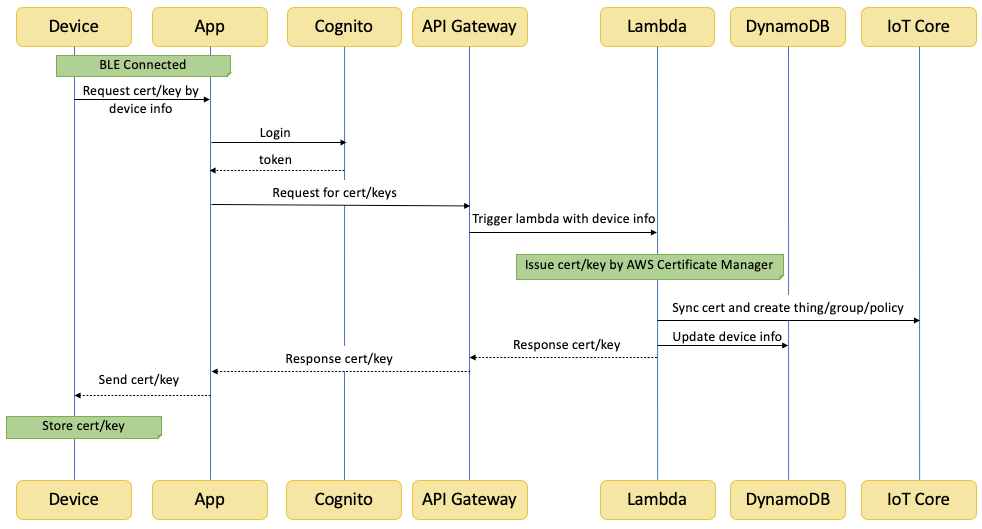 Device
App
Cognito
API Gateway
Lambda
DynamoDB
IoT Core
BLE Connected
Request cert/key by
device info
Login
token
Request for cert/keys
Trigger lambda with device info
Issue cert/key by AWS Certificate Manager
Sync cert and create thing/group/policy
Update device info
Response cert/key
Response cert/key
Send cert/key
Store cert/key
Device
App
Cognito
API Gateway
Lambda
DynamoDB
IoT Core